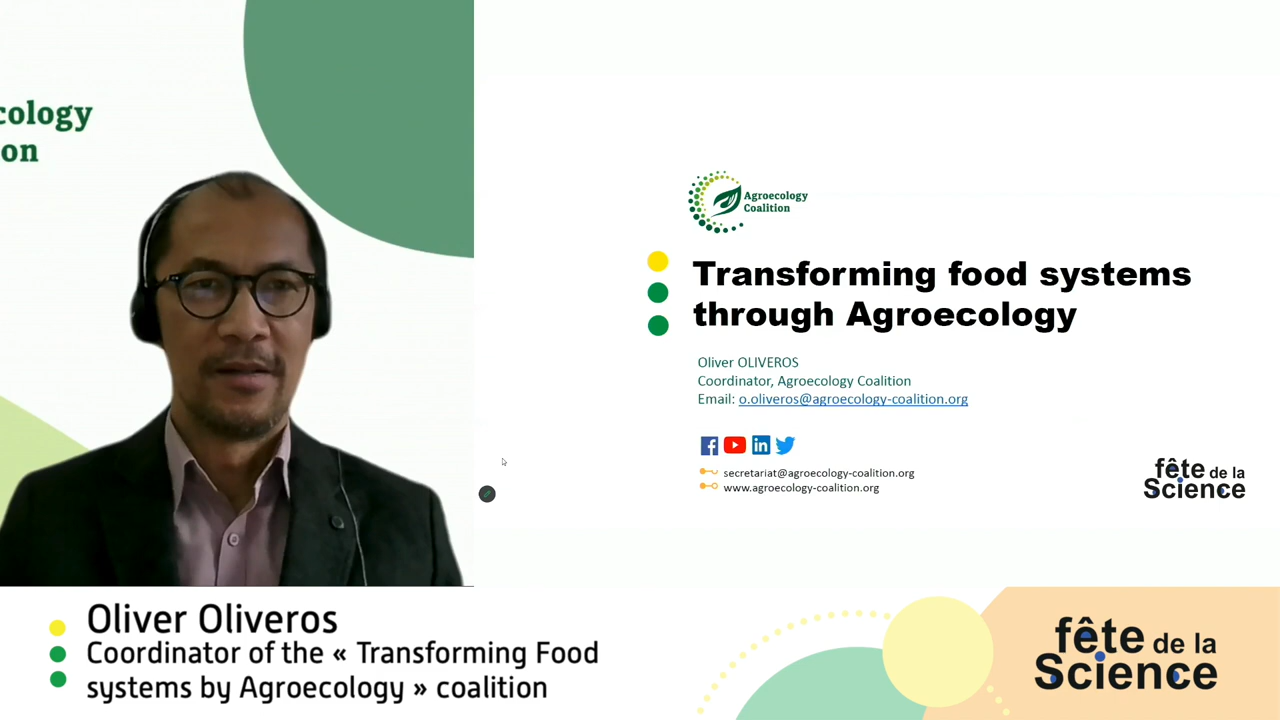 cology
on
Agroecology
Coalition
Transforming food systems
through Agroecology
Oliver OLIVEROS
Coordinator, Agroecology Coalition
Email: o.oliveros@agroecology-coalition.org
secretariat@agroecology-coalition.org
www.agroecology-coalition.org
fête de la
Science
Oliver Oliveros
Coordinator of the « Transforming Food
systems by Agroecology » coalition
fête de la
Science